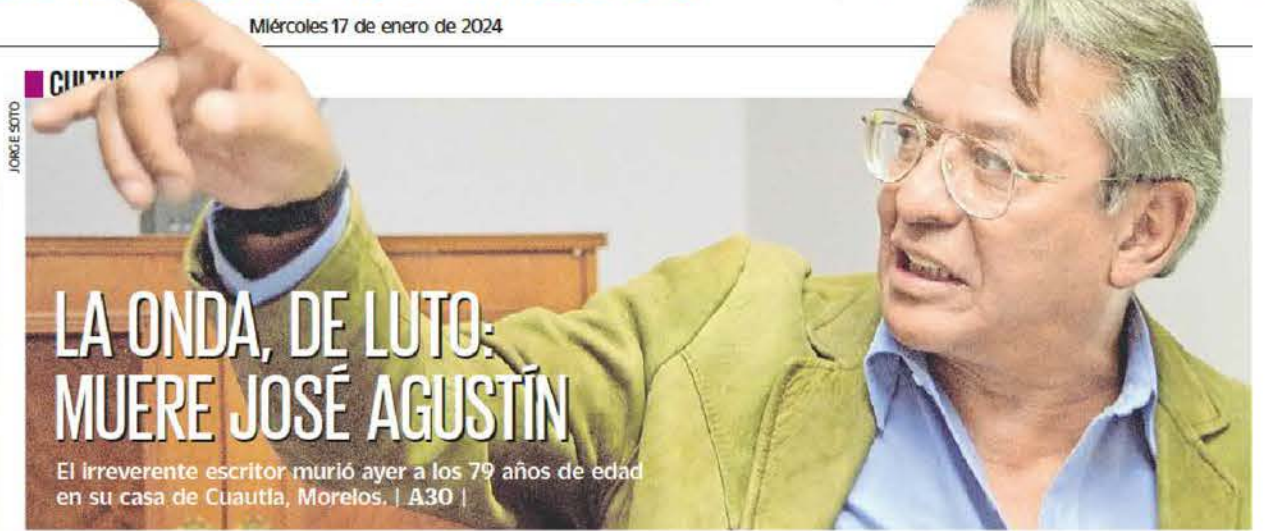 Miércoles 17 de enero de 2024
JORGE SOTO
LA ONDA, DE LUTO:
MUERE JOSÉ AGUSTÍN
El irreverente escritor murió ayer a los 79 años de edad
en su casa de Cuautla, Morelos. | A30 |